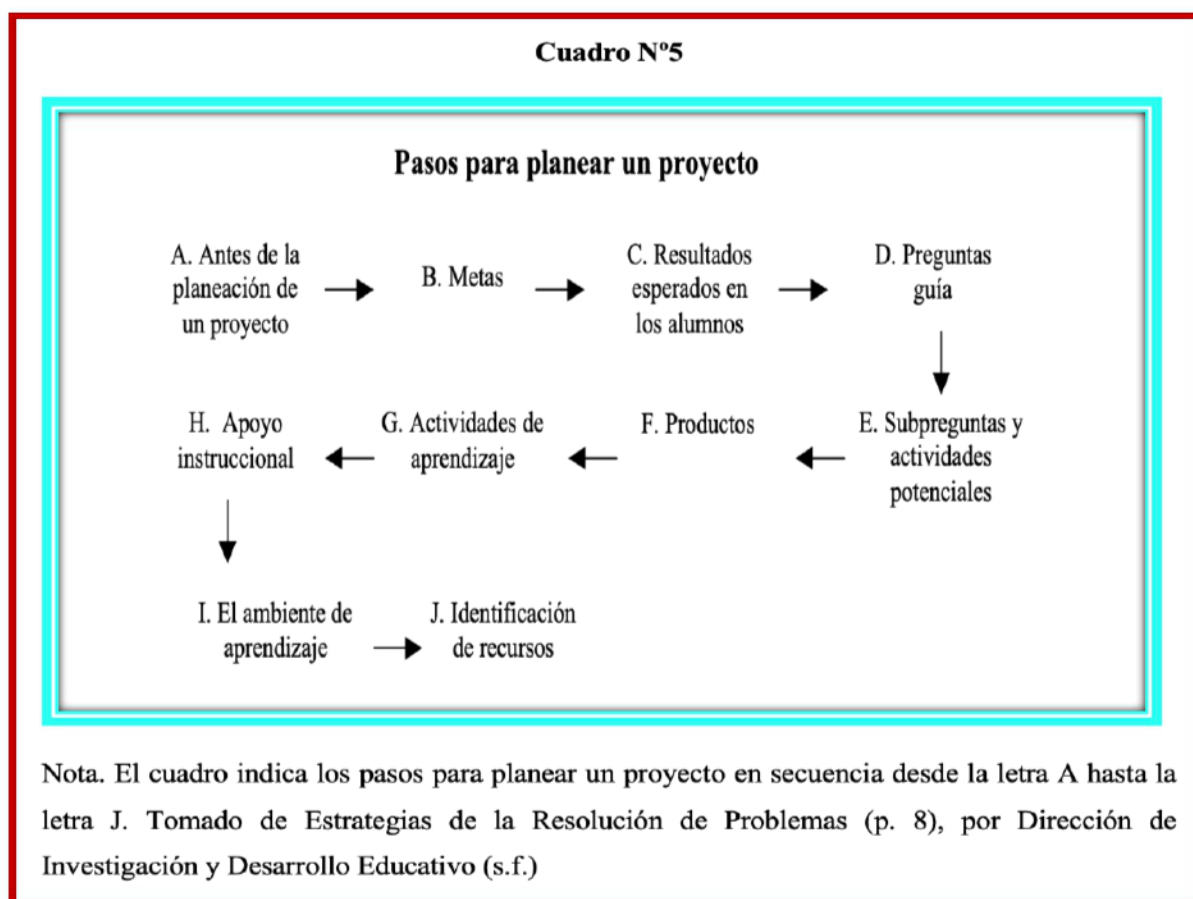 Cuadro Nº5
Pasos para planear un proyecto
A. Antes de la
planeación de
un proyecto
B. Metas
C. Resultados
esperados en
los alumnos
D. Preguntas
guía
E. Subpreguntas y
actividades
potenciales
F. Productos
G. Actividades de
aprendizaje
H. Apoyo
instruccional
I. El ambiente de
aprendizaje
J. Identificación
de recursos
Nota. El cuadro indica los pasos para planear un proyecto en secuencia desde la letra A hasta la
letra J. Tomado de Estrategias de la Resolución de Problemas (p. 8), por Dirección de
Investigación y Desarrollo Educativo (s.f.)